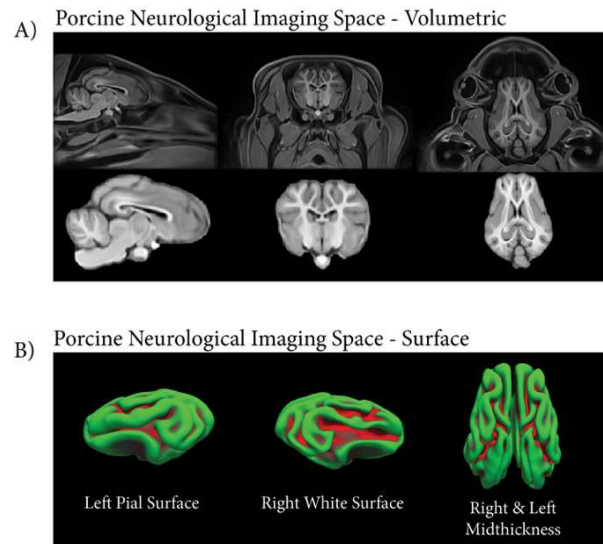 A)
Porcine Neurological Imaging Space - Volumetric
B)
Porcine Neurological Imaging Space - Surface
Left Pial Surface
Right White Surface
Right & Left
Midthickness